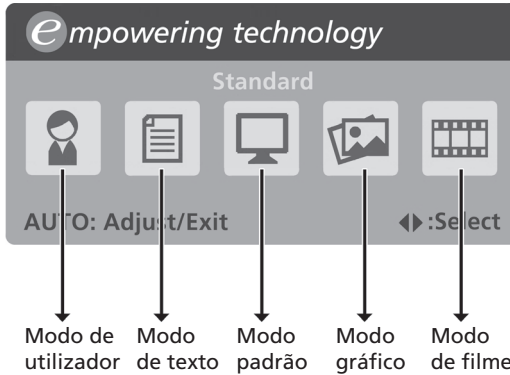 empowering technology
Standard
AUTO: Adjust/Exit :Select
Modo de utilizador
Modo de texto
Modo padrão
Modo gráfico
Modo de filme